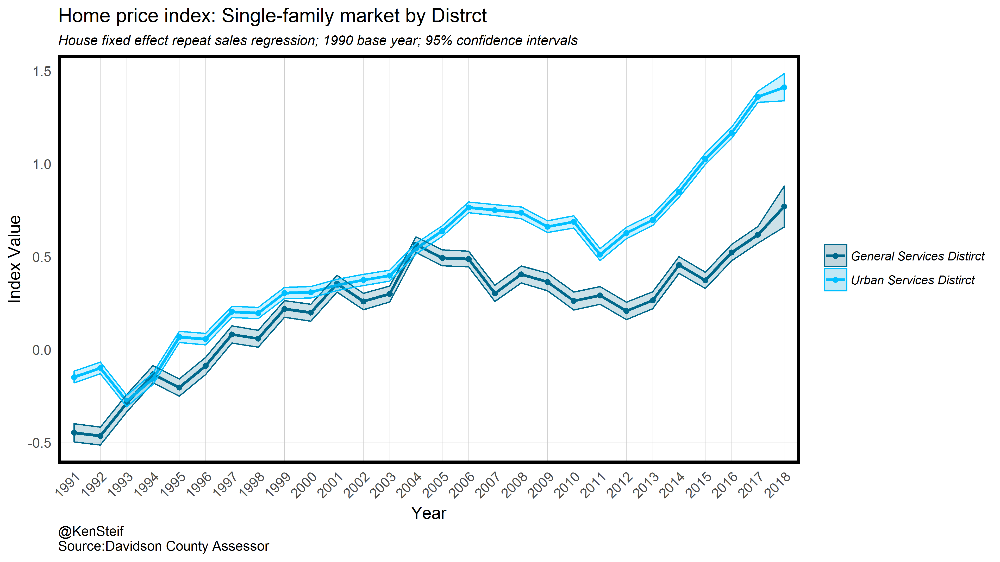 Home price index: Single-family market by Distrct
House fixed effect repeat sales regression; 1990 base year; 95% confidence intervals
Index Value
1.5
1.0
0.5
0.0
-0.5
1991 1992 1993 1994 1995 1996 1997 1998 1999 2000 2001 2002 2003 2004 2005 2006 2007 2008 2009 2010 2011 2012 2013 2014 2015 2016 2017 2018
Year
General Services Distirct
Urban Services Distirct
@KenSteif
Source:Davidson County Assessor